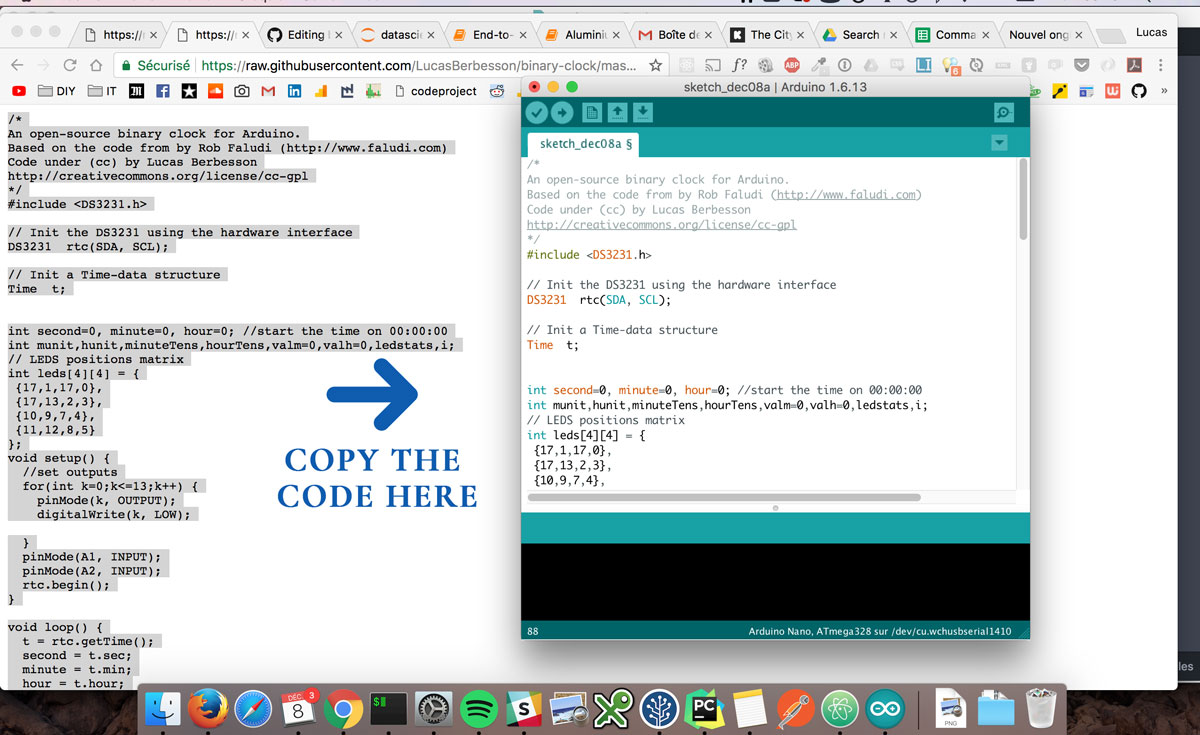 https://
https://
Editing
datascie
End-to-
Aluminiu
Boîte de
The City
Search
Comma
Nouvel ong
Lucas
Sécurisé
https://raw.githubusercontent.com/LucasBerbesson/binary-clock/mas...
f?
ABP
DIY
IT
codeproject
/*
An open-source binary clock for Arduino.
Based on the code from by Rob Faludi (http://www.faludi.com)
Code under (cc) by Lucas Berbesson
http://creativecommons.org/license/cc-gpl
*/
#include <DS3231.h>
// Init the DS3231 using the hardware interface
DS3231  rtc(SDA, SCL);
// Init a Time-data structure
Time  t;
int second=0, minute=0, hour=0; //start the time on 00:00:00
int munit,hunit,minuteTens,hourTens,valm=0,valh=0,ledstats,i;
// LEDS positions matrix
int leds[4][4] = {
{17,1,17,0},
{17,13,2,3},
{10,9,7,4},
{11,12,8,5}
};
void setup() {
//set outputs
for(int k=0;k<=13;k++) {
pinMode(k, OUTPUT);
digitalWrite(k, LOW);
}
pinMode(A1, INPUT);
pinMode(A2, INPUT);
rtc.begin();
}
void loop() {
t = rtc.getTime();
second = t.sec;
minute = t.min;
hour = t.hour;
COPY THE
CODE HERE
sketch_dec08a | Arduino 1.6.13
sketch_dec08a §
/*
An open-source binary clock for Arduino.
Based on the code from by Rob Faludi (http://www.faludi.com)
Code under (cc) by Lucas Berbesson
http://creativecommons.org/license/cc-gpl
*/
#include <DS3231.h>
// Init the DS3231 using the hardware interface
DS3231  rtc(SDA, SCL);
// Init a Time-data structure
Time  t;
int second=0, minute=0, hour=0; //start the time on 00:00:00
int munit,hunit,minuteTens,hourTens,valm=0,valh=0,ledstats,i;
// LEDS positions matrix
int leds[4][4] = {
{17,1,17,0},
{17,13,2,3},
{10,9,7,4},
88
Arduino Nano, ATmega328 sur /dev/cu.wchusbserial1410
les
DÉC
3
8
S
PC
PNG